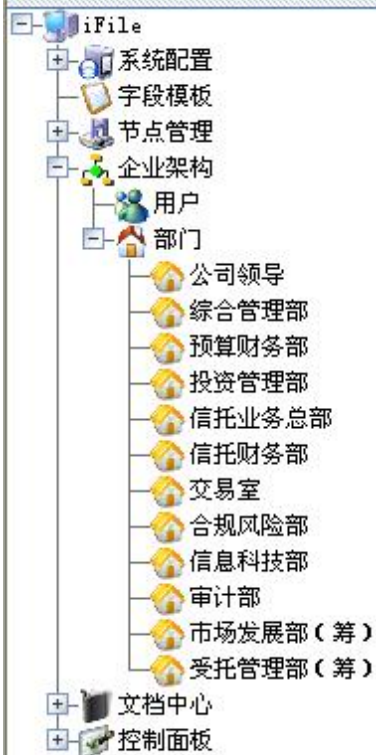 iFile
系统配置
字段模板
节点管理
企业架构
用户
部门
公司领导
综合管理部
预算财务部
投资管理部
信托业务总部
信托财务部
交易室
合规风险部
信息科技部
审计部
市场发展部(筹)
受托管理部(筹)
文档中心
控制面板